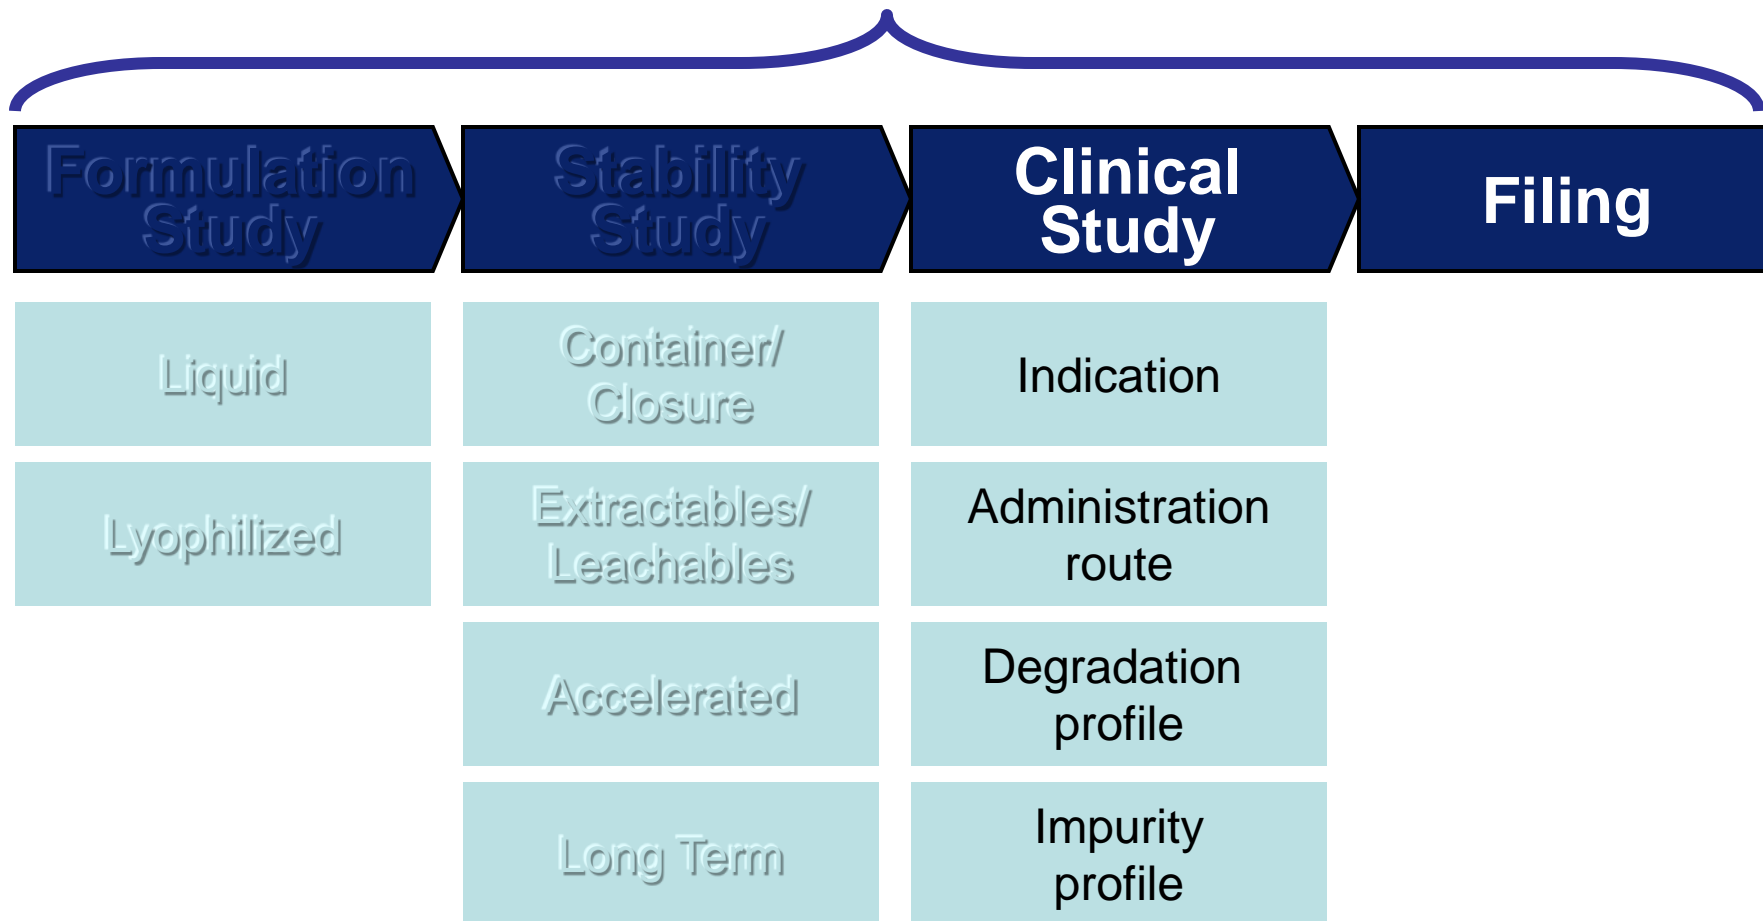 Formulation
Study
Stability
Study
Clinical
Study
Filing
Liquid
Lyophilized
Container/
Closure
Extractables/
Leachables
Accelerated
Long Term
Indication
Administration
route
Degradation
profile
Impurity
profile